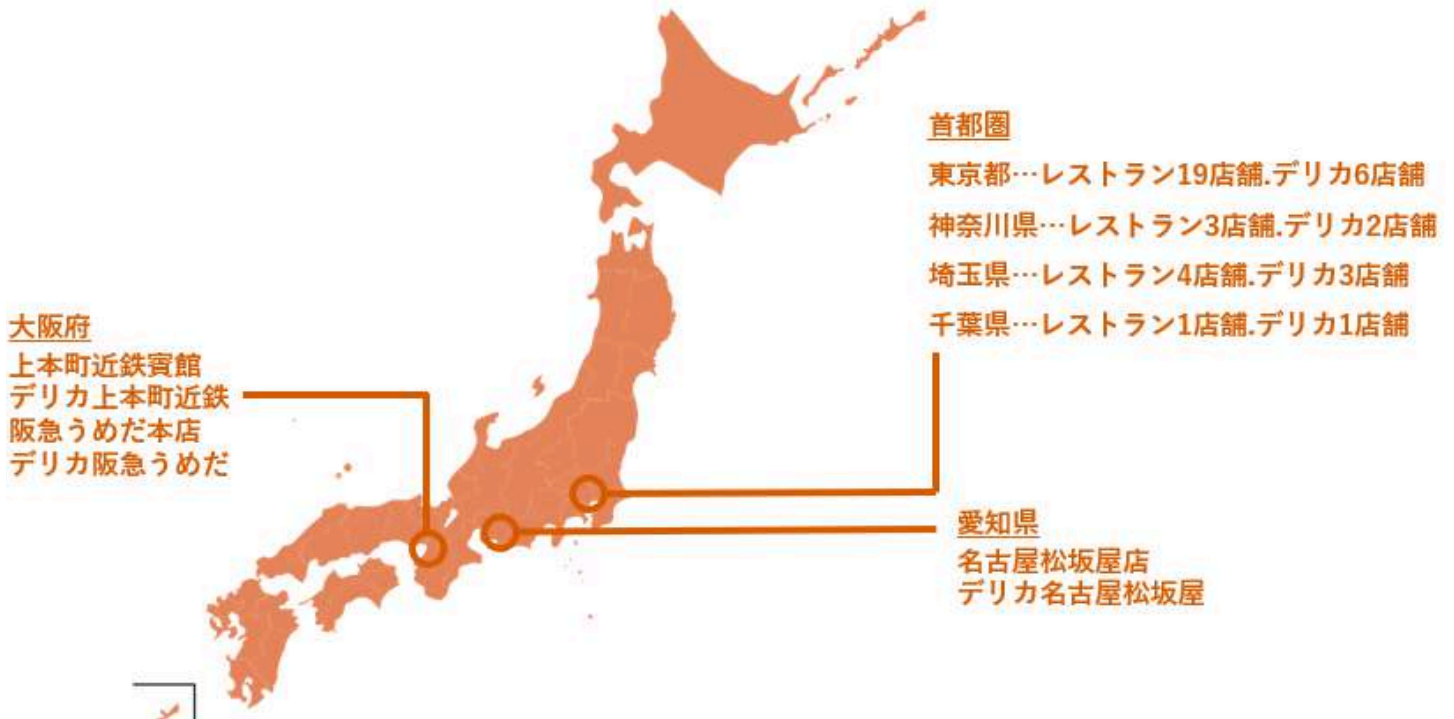 首都圏
東京都…レストラン19店舗.デリカ6店舗
神奈川県…レストラン3店舗.デリカ2店舗
埼玉県…レストラン4店舗.デリカ3店舗
千葉県…レストラン1店舗.デリカ1店舗
大阪府
上本町近鉄賓館
デリカ上本町近鉄
阪急うめだ本店
デリカ阪急うめだ
愛知県
名古屋松坂屋店
デリカ名古屋松坂屋